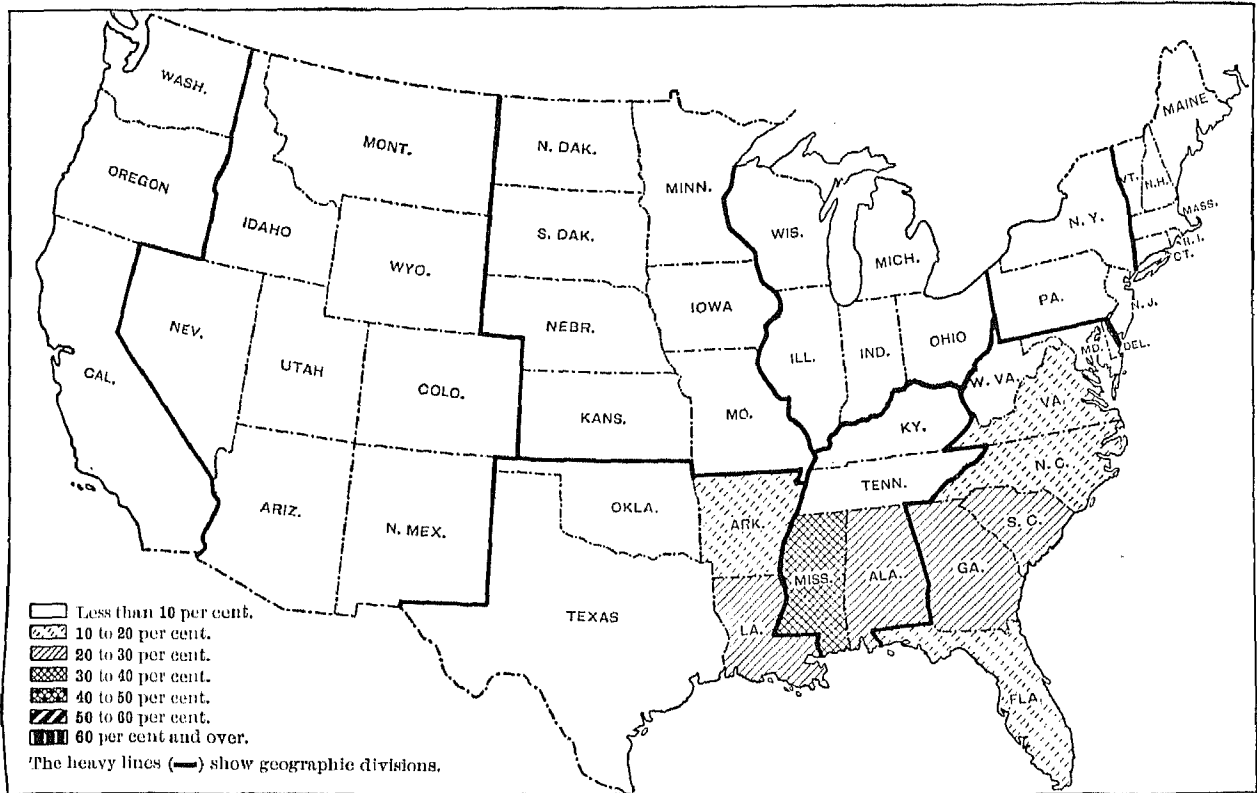 WASH.
OREGON
CAL.
NEV.
IDAHO
MONT.
WYO.
UTAH
COLO.
ARIZ.
N. MEX.
N. DAK.
S. DAK.
NEBR.
KANS.
OKLA.
TEXAS
MINN.
IOWA
MO.
ARK.
LA.
WIS.
MICH.
ILL.
IND.
OHIO
KY.
TENN.
MISS.
ALA.
GA.
FLA.
S. C.
N. C.
VA.
W. VA.
MD.
DEL.
PA.
N. J.
N. Y.
CT.
R. I.
MASS.
VT.
N.H.
MAINE
Less than 10 per cent.
10 to 20 per cent.
20 to 30 per cent.
30 to 40 per cent.
40 to 50 per cent.
50 to 60 per cent.
60 per cent and over.
The heavy lines (—) show geographic divisions.